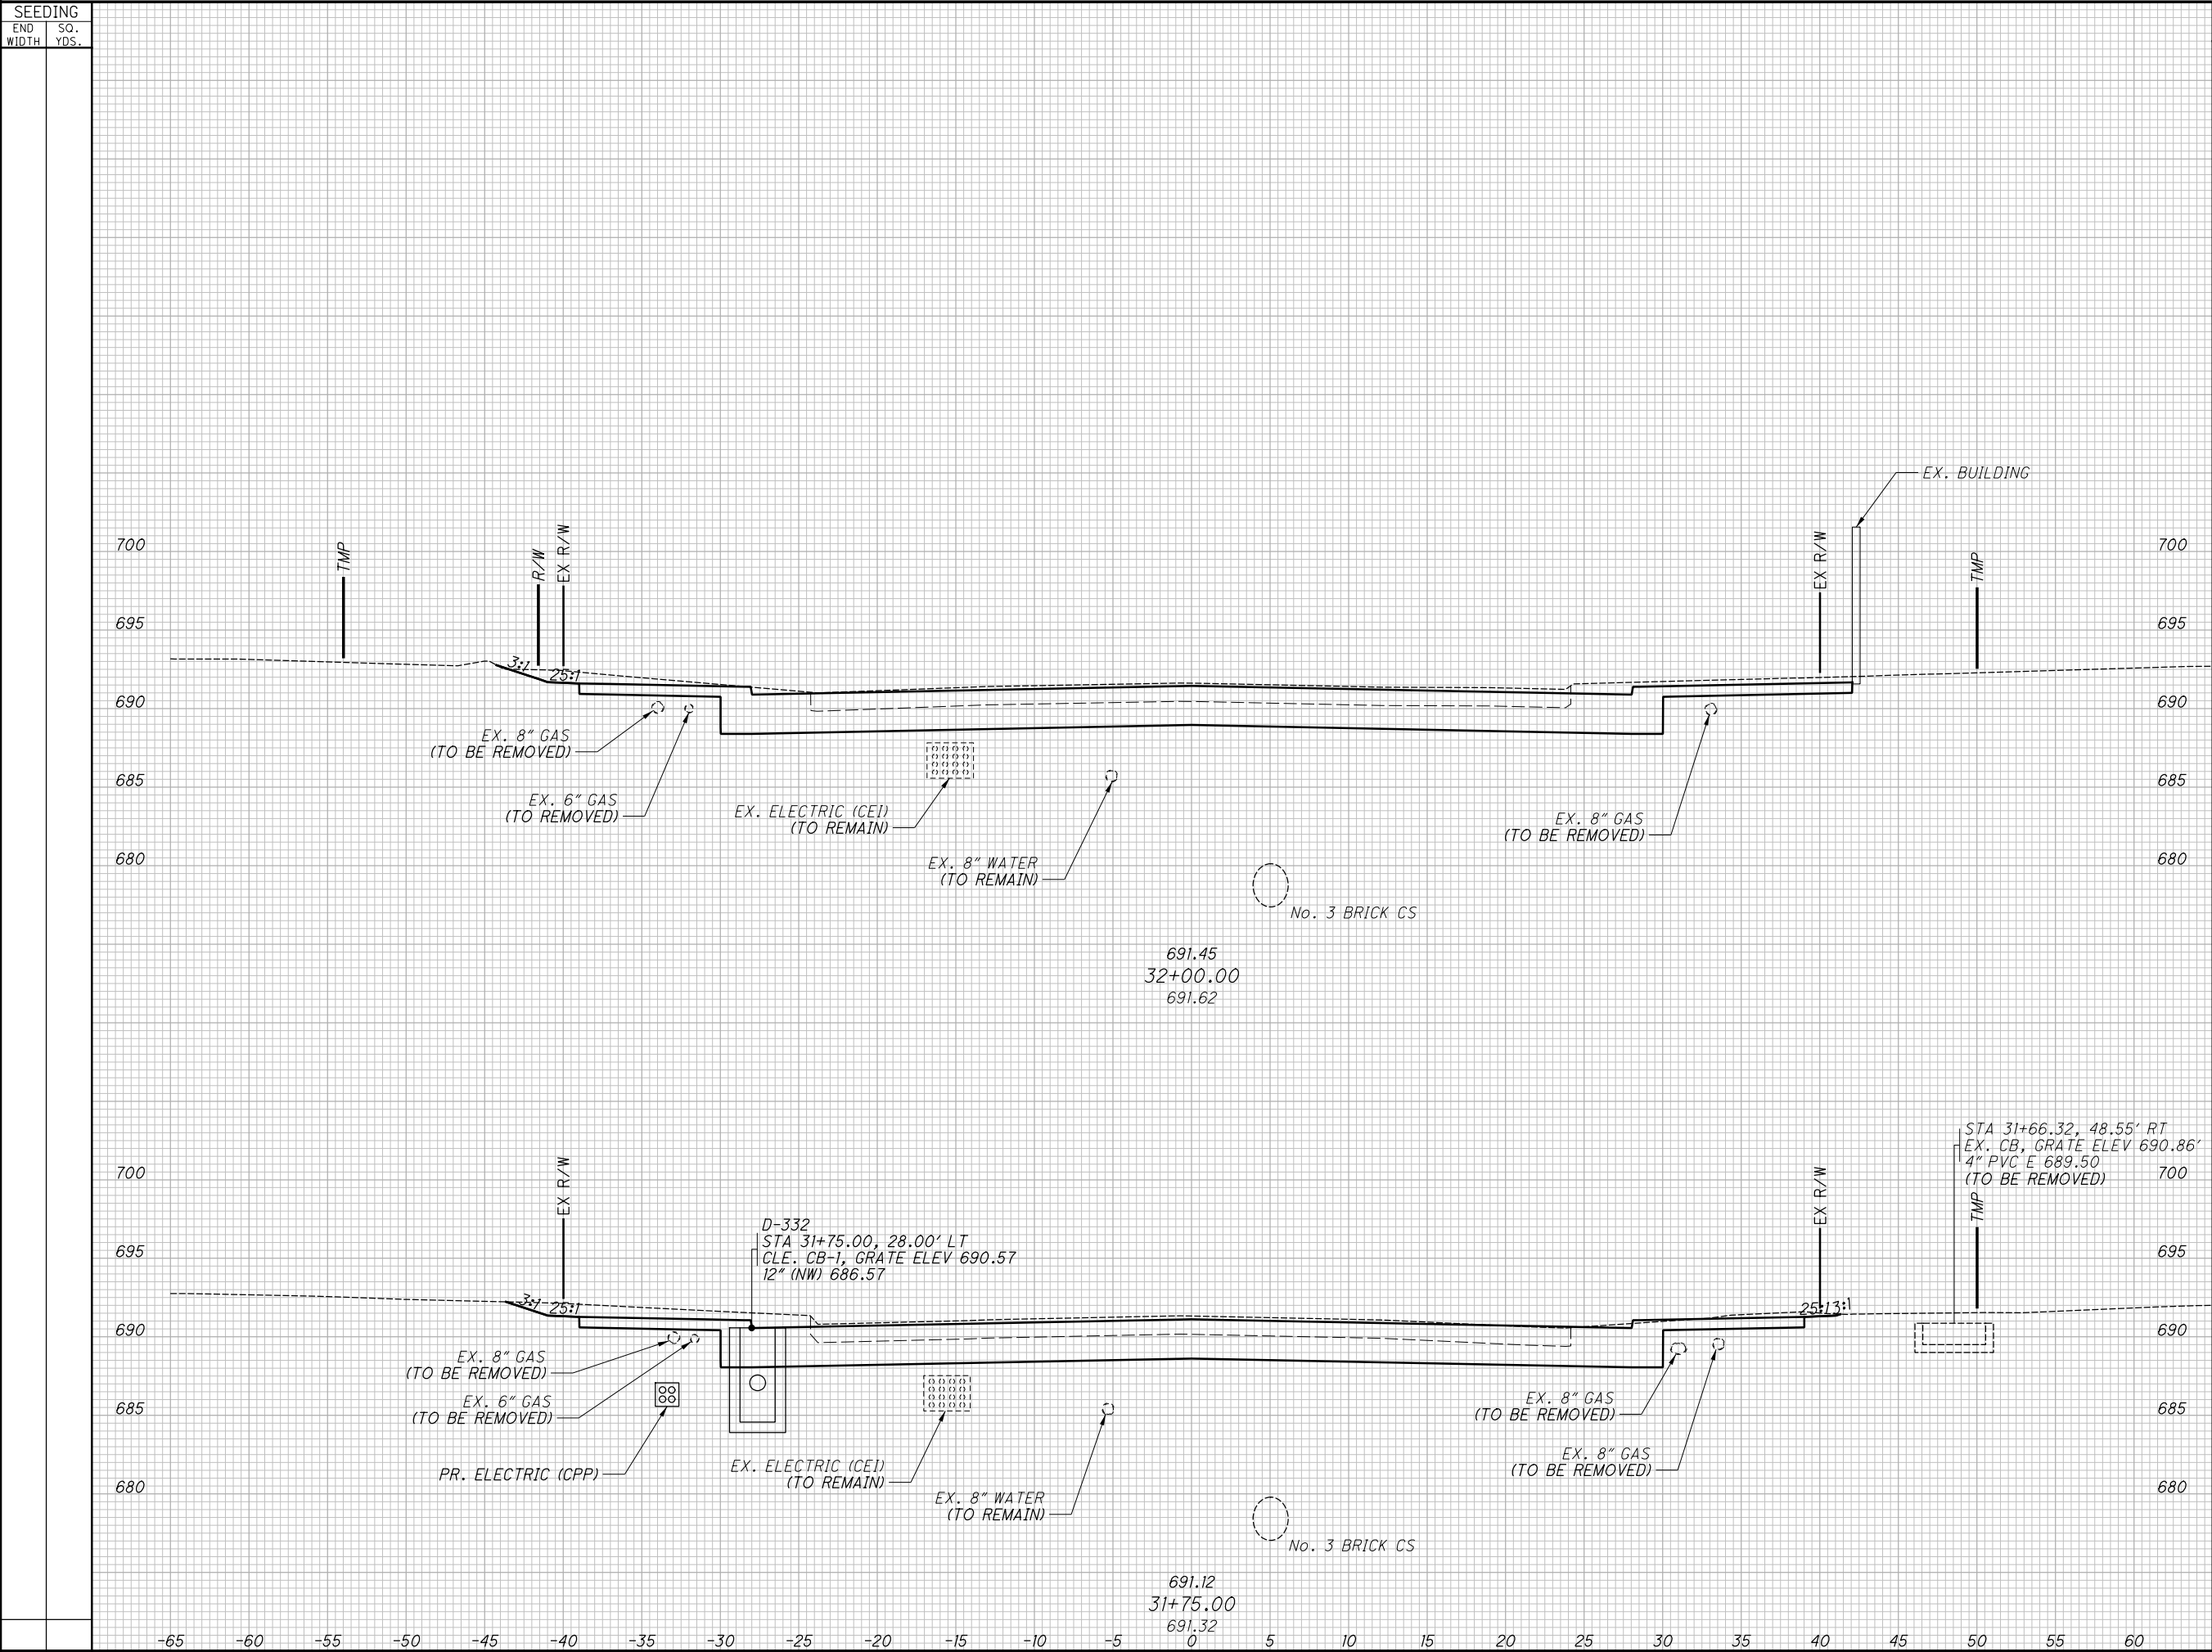 SEEDING
END WIDTH
SQ. YDS.
EX. BUILDING
TMP
R/W
EX R/W
EX R/W
TMP
700
700
695
695
690
690
685
685
680
680
3:1
25:1
EX. 8" GAS
(TO BE REMOVED)
EX. 6" GAS
(TO REMOVED)
EX. ELECTRIC (CEI)
(TO REMAIN)
EX. 8" WATER
(TO REMAIN)
EX. 8" GAS
(TO BE REMOVED)
No. 3 BRICK CS
691.45
32+00.00
691.62
STA 31+66.32, 48.55' RT
EX. CB, GRATE ELEV 690.86'
4" PVC E 689.50
(TO BE REMOVED)
EX R/W
EX R/W
TMP
700
700
D-332
STA 31+75.00, 28.00' LT
CLE. CB-1, GRATE ELEV 690.57
12" (NW) 686.57
695
695
3:1
25:1
25:1
3:1
690
690
EX. 8" GAS
(TO BE REMOVED)
EX. 6" GAS
(TO BE REMOVED)
685
685
EX. 8" GAS
(TO BE REMOVED)
EX. 8" GAS
(TO BE REMOVED)
PR. ELECTRIC (CPP)
EX. ELECTRIC (CEI)
(TO REMAIN)
680
680
EX. 8" WATER
(TO REMAIN)
No. 3 BRICK CS
691.12
31+75.00
691.32
-65 -60 -55 -50 -45 -40 -35 -30 -25 -20 -15 -10 -5 0 5 10 15 20 25 30 35 40 45 50 55 60